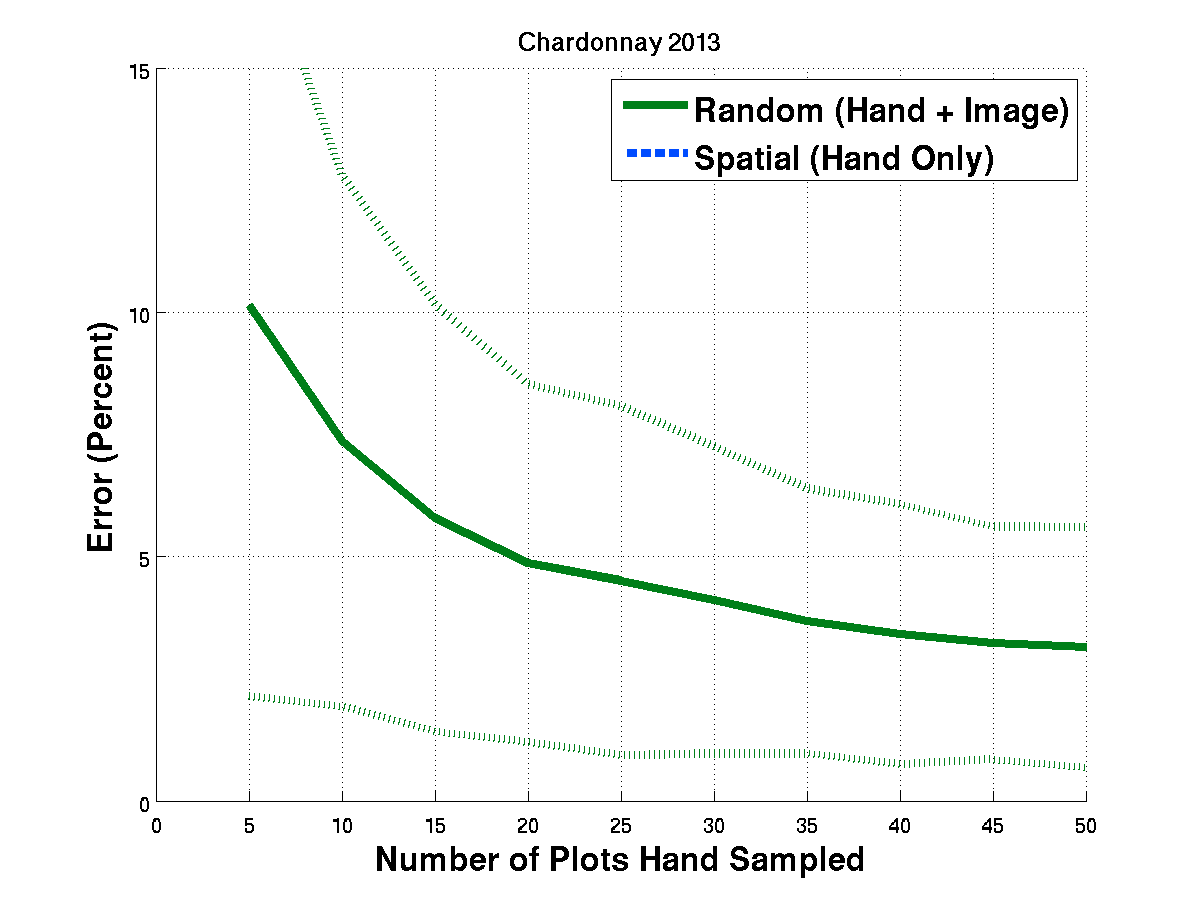 Chardonnay 2013
Random (Hand + Image)
Spatial (Hand Only)
Error (Percent)
15
10
5
0
0 5 10 15 20 25 30 35 40 45 50
Number of Plots Hand Sampled